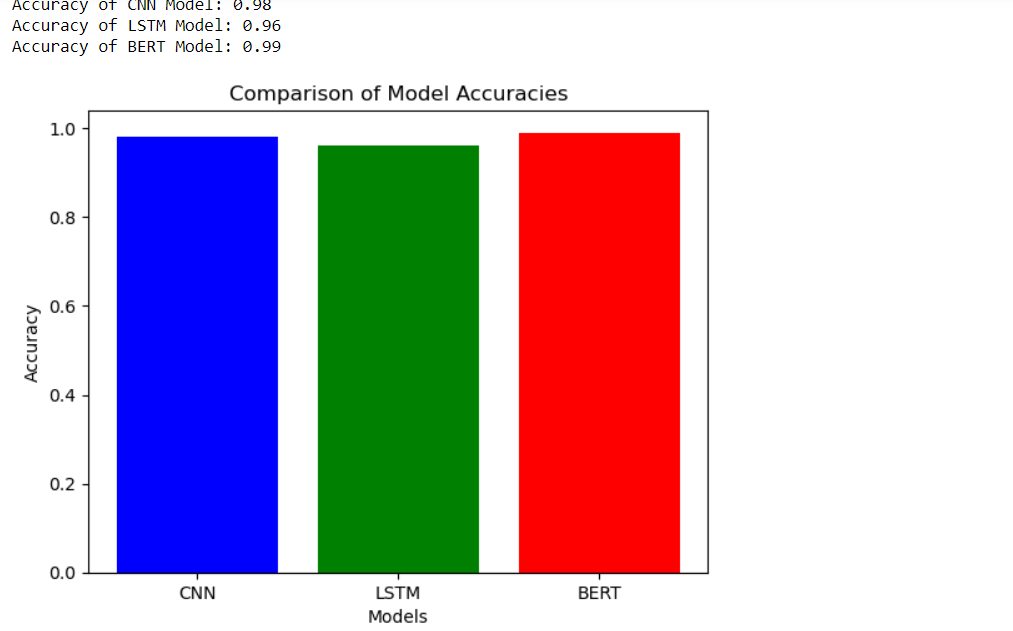 Accuracy of CNN Model: 0.98
Accuracy of LSTM Model: 0.96
Accuracy of BERT Model: 0.99
Comparison of Model Accuracies
1.0
0.8
0.6
0.4
0.2
0.0
Accuracy
CNN LSTM BERT
Models